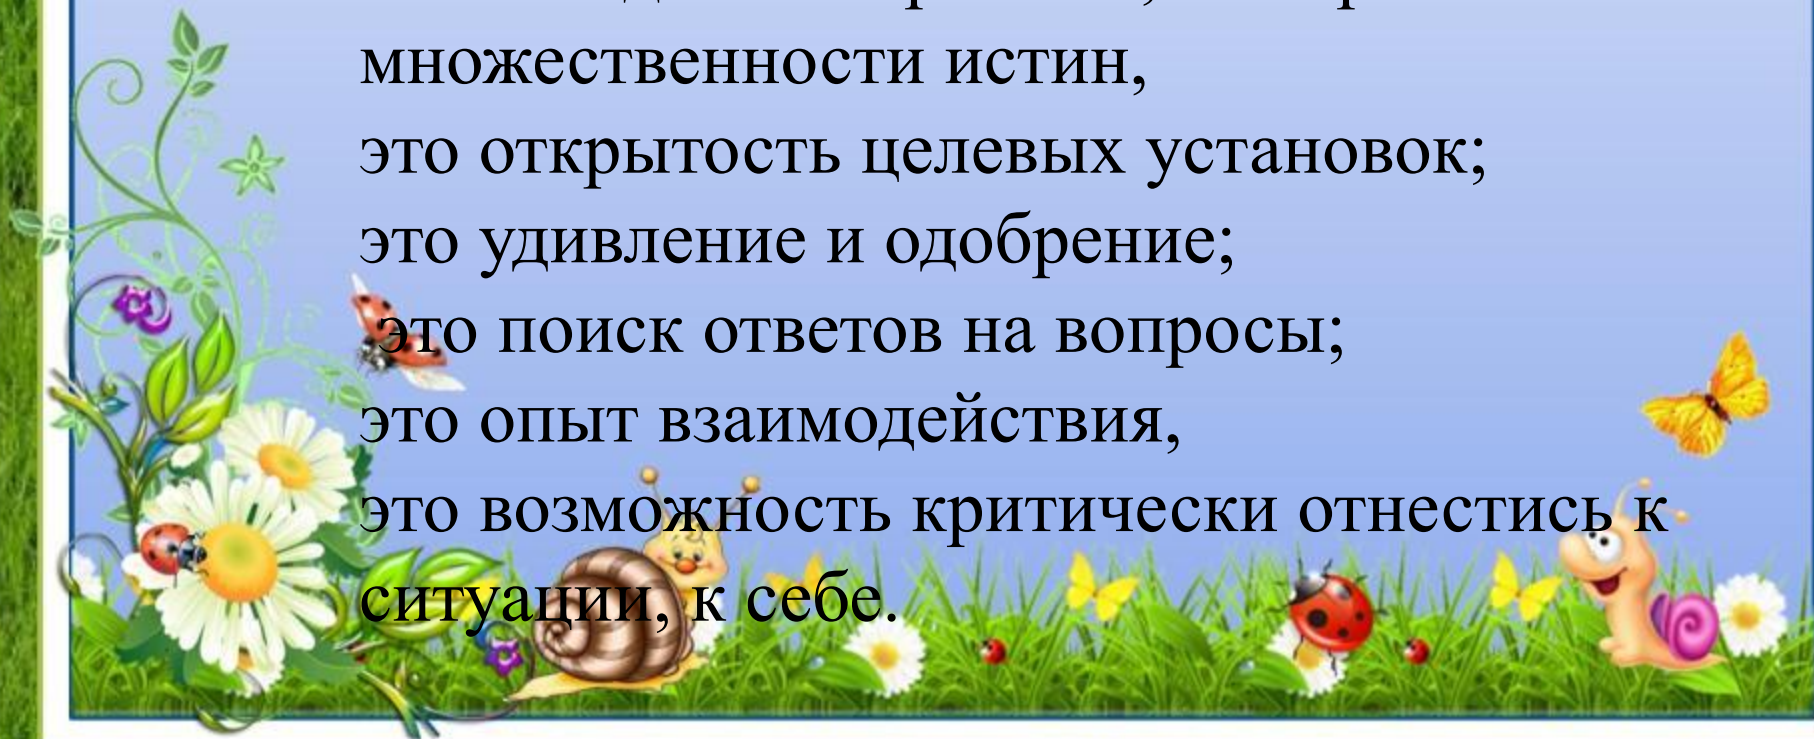 множественности истин,
это открытость целевых установок;
это удивление и одобрение;
это поиск ответов на вопросы;
это опыт взаимодействия,
это возможность критически отнестись к
ситуации, к себе.